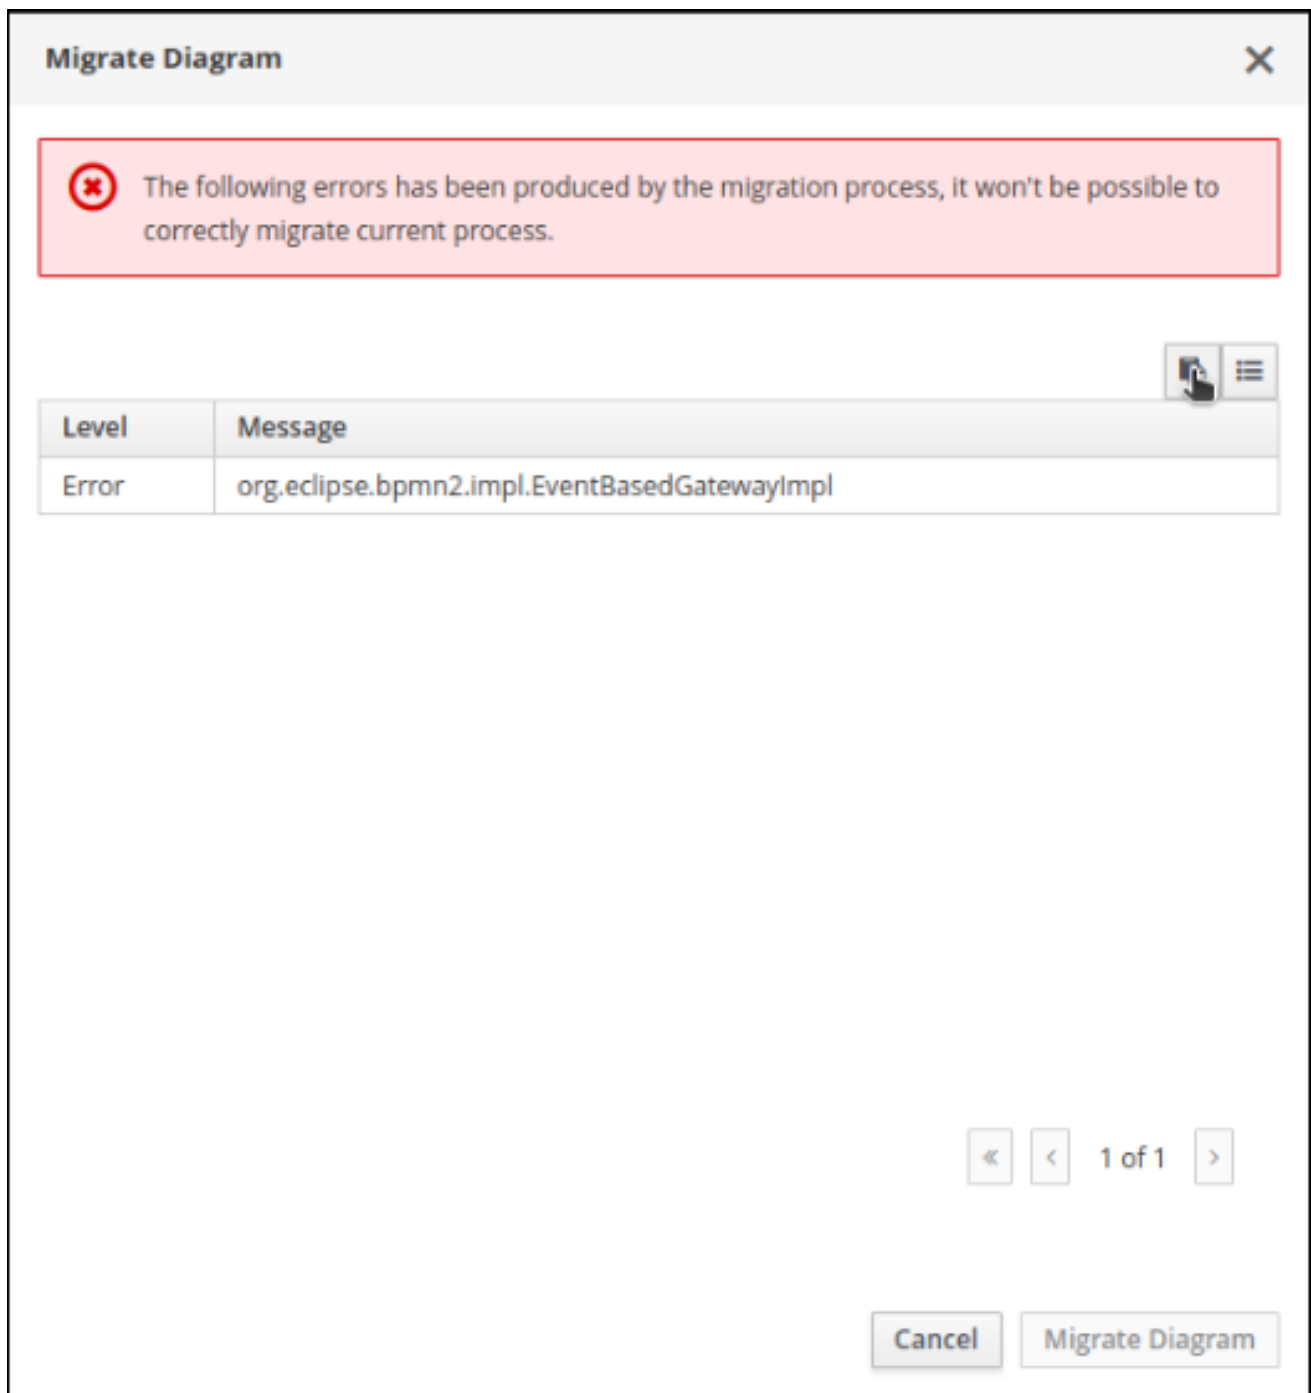 Migrate Diagram
The following errors has been produced by the migration process, it won't be possible to
correctly migrate current process.
Level Message
Error org.eclipse.bpmn2.impl.EventBasedGatewayImpl
« ‹ 1 of 1 ›
Cancel Migrate Diagram